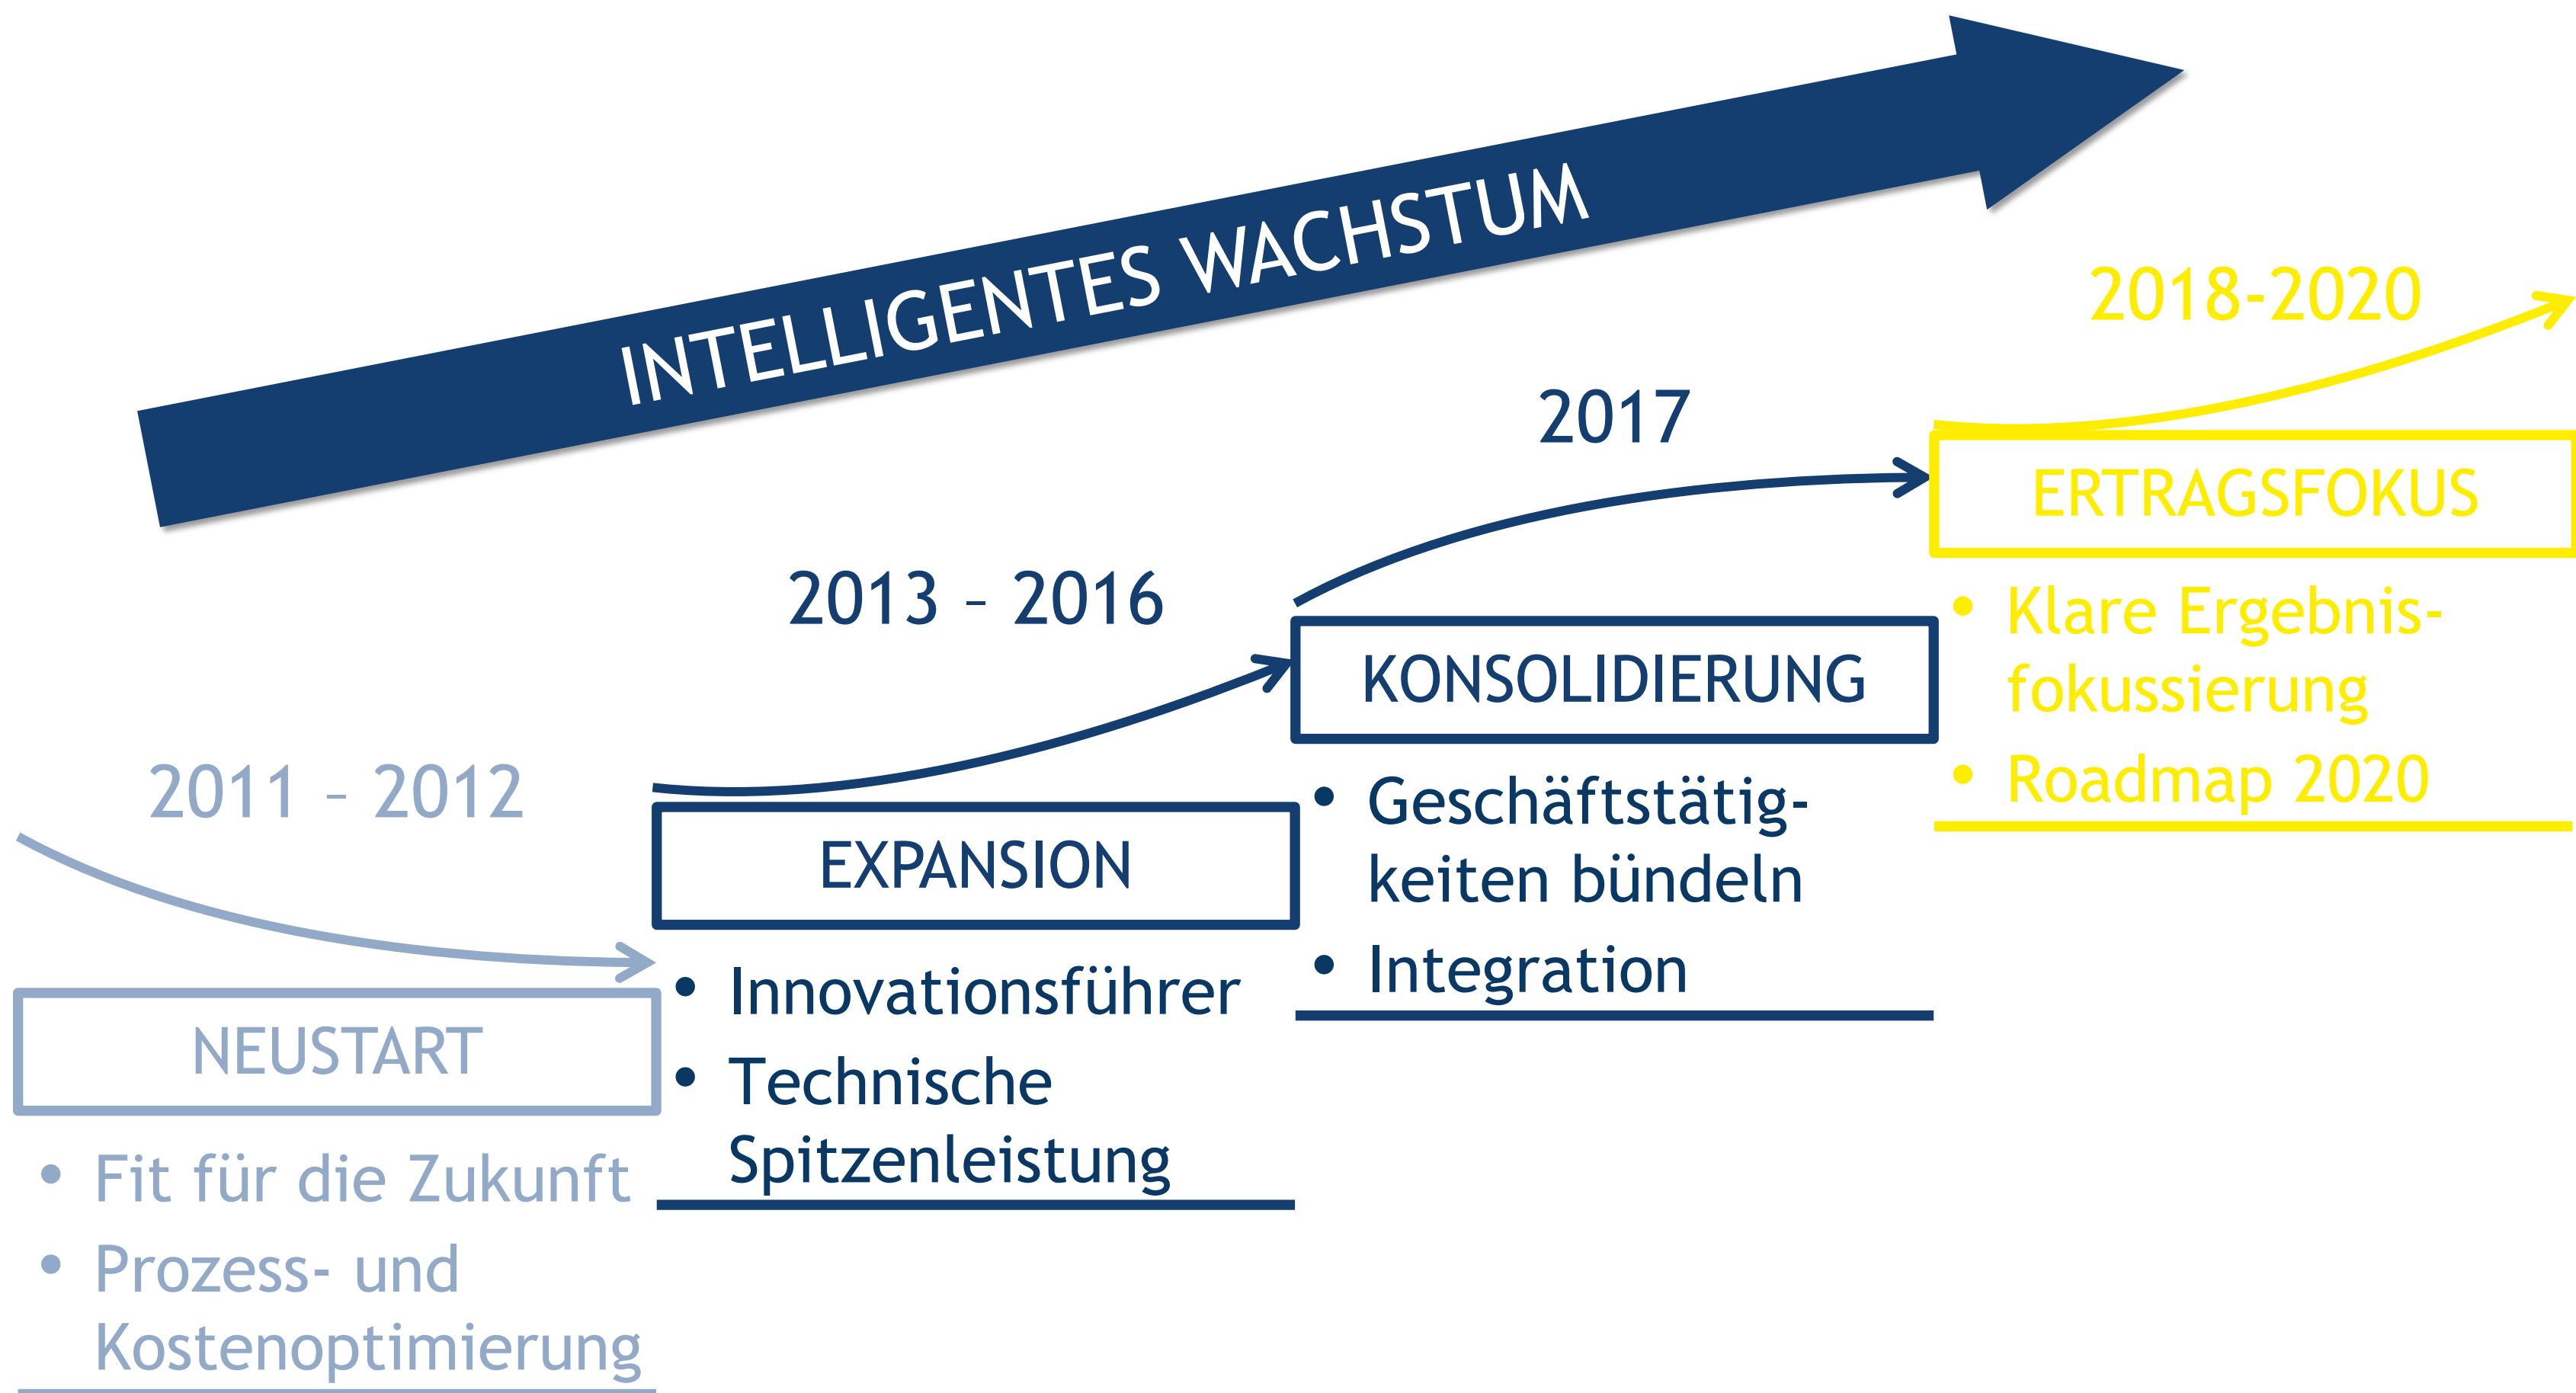 INTELLIGENTES WACHSTUM
2011 – 2012
NEUSTART
• Fit für die Zukunft
• Prozess- und
Kostenoptimierung
2013 – 2016
EXPANSION
• Innovationsführer
• Technische
Spitzenleistung
2017
KONSOLIDIERUNG
• Geschäftstätig-
keiten bündeln
• Integration
2018-2020
ERTRAGSFOKUS
• Klare Ergebnis-
fokussierung
• Roadmap 2020